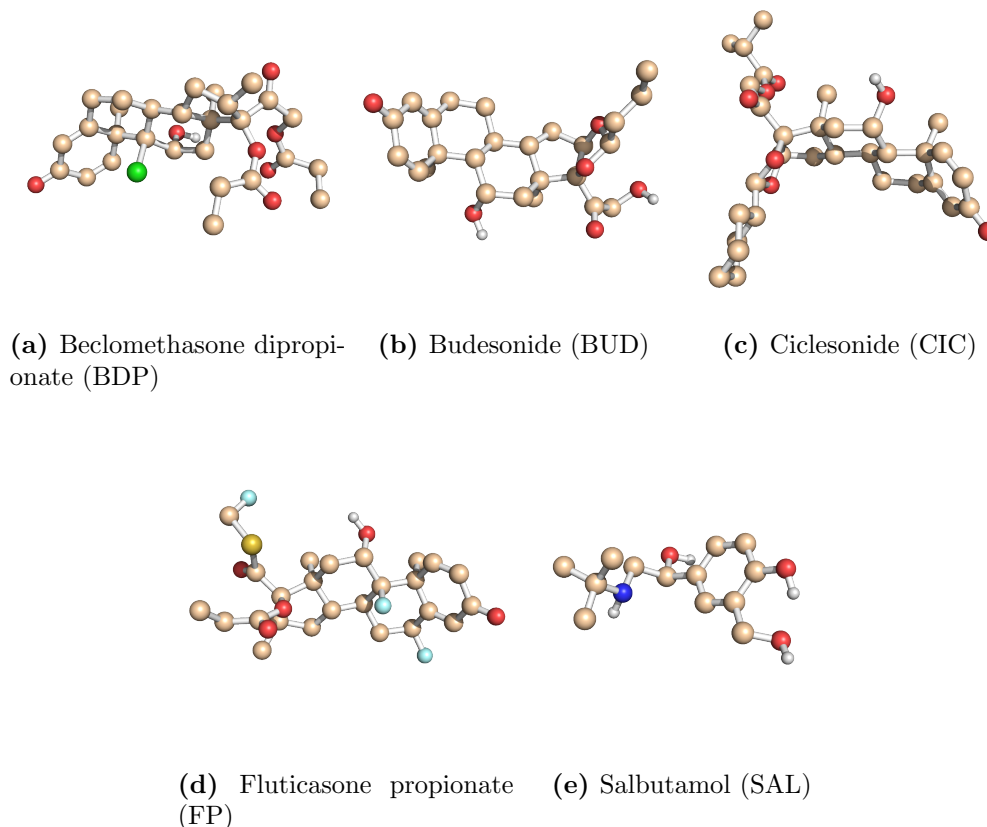 (a) Beclomethasone dipropi-
onate (BDP)
(b) Budesonide (BUD)
(c) Ciclesonide (CIC)
(d) Fluticasone propionate
(FP)
(e) Salbutamol (SAL)